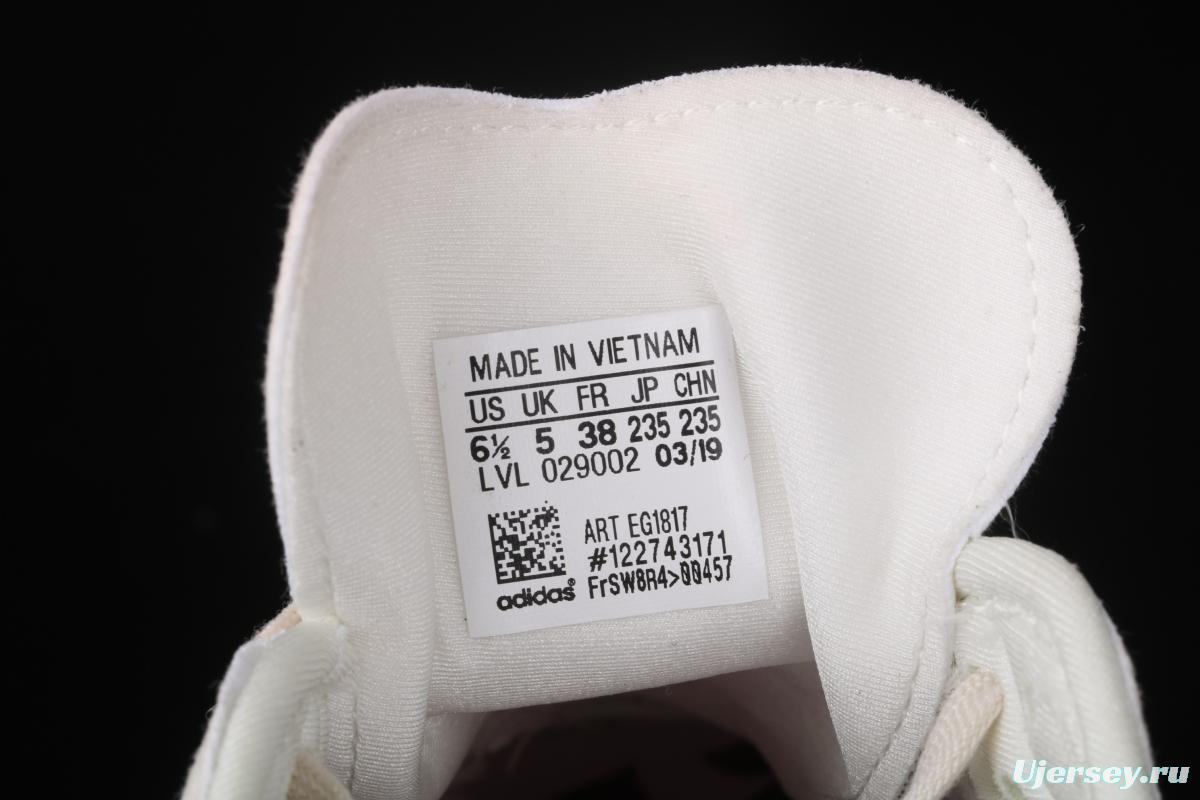 MADE IN VIETNAM
US UK FR JP CHN
6½ 5 38 235 235
LVL 029002 03/19
ART EG1817
#122743171
FrSW8R4>00457
adidas®
Ujersey.ru